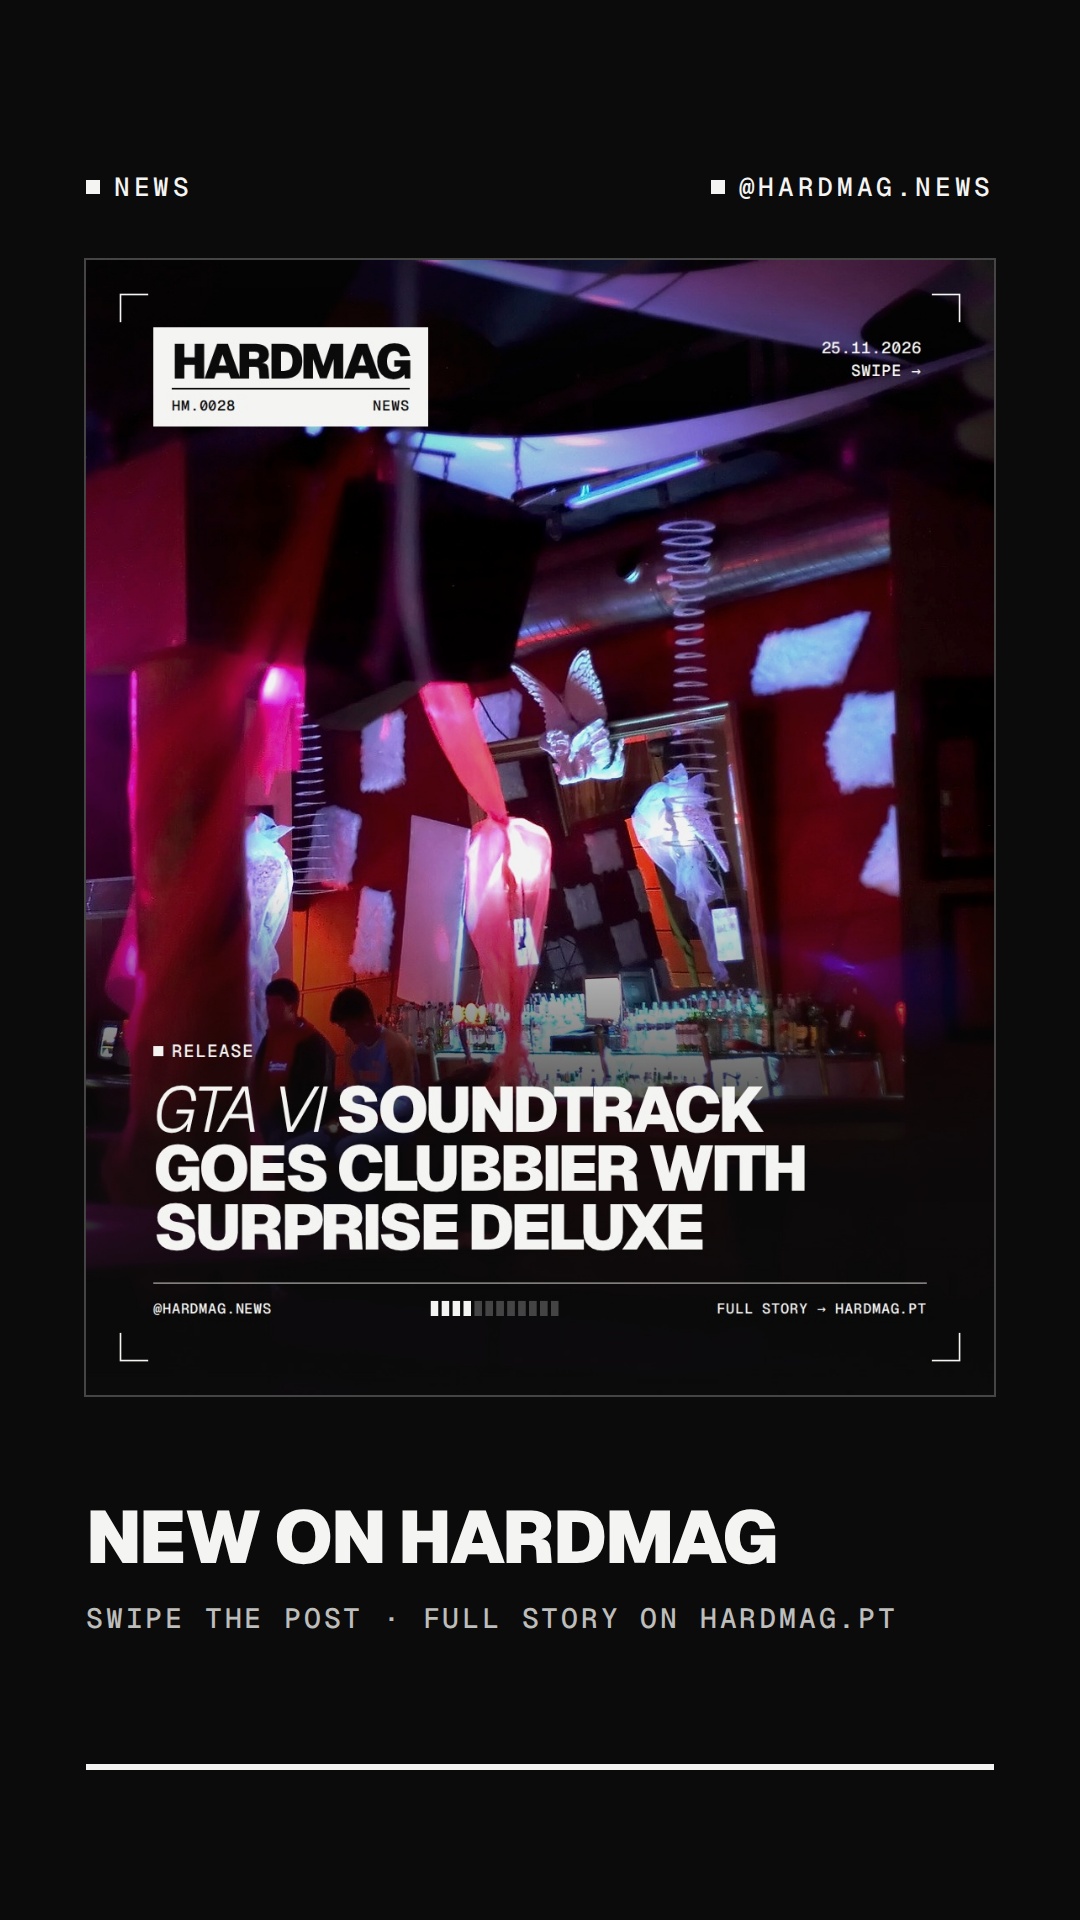 NEWS
@HARDMAG.NEWS
HARDMAG
HM.0028 NEWS
25.11.2026
SWIPE →
RELEASE
GTA VI SOUNDTRACK
GOES CLUBBIER WITH
SURPRISE DELUXE
@HARDMAG.NEWS
FULL STORY → HARDMAG.PT
NEW ON HARDMAG
SWIPE THE POST · FULL STORY ON HARDMAG.PT